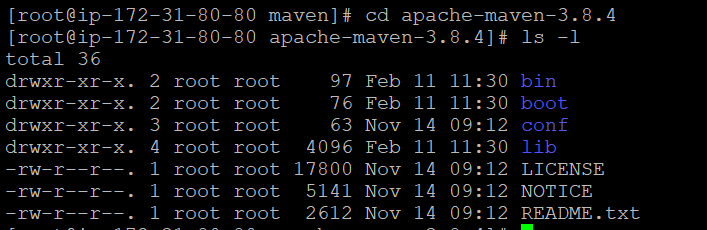 [root@ip-172-31-80-80 maven]# cd apache-maven-3.8.4
[root@ip-172-31-80-80 apache-maven-3.8.4]# ls -l
total 36
drwxr-xr-x. 2 root root    97 Feb 11 11:30 bin
drwxr-xr-x. 2 root root    76 Feb 11 11:30 boot
drwxr-xr-x. 3 root root    63 Nov 14 09:12 conf
drwxr-xr-x. 4 root root  4096 Feb 11 11:30 lib
-rw-r--r--. 1 root root 17800 Nov 14 09:12 LICENSE
-rw-r--r--. 1 root root  5141 Nov 14 09:12 NOTICE
-rw-r--r--. 1 root root  2612 Nov 14 09:12 README.txt